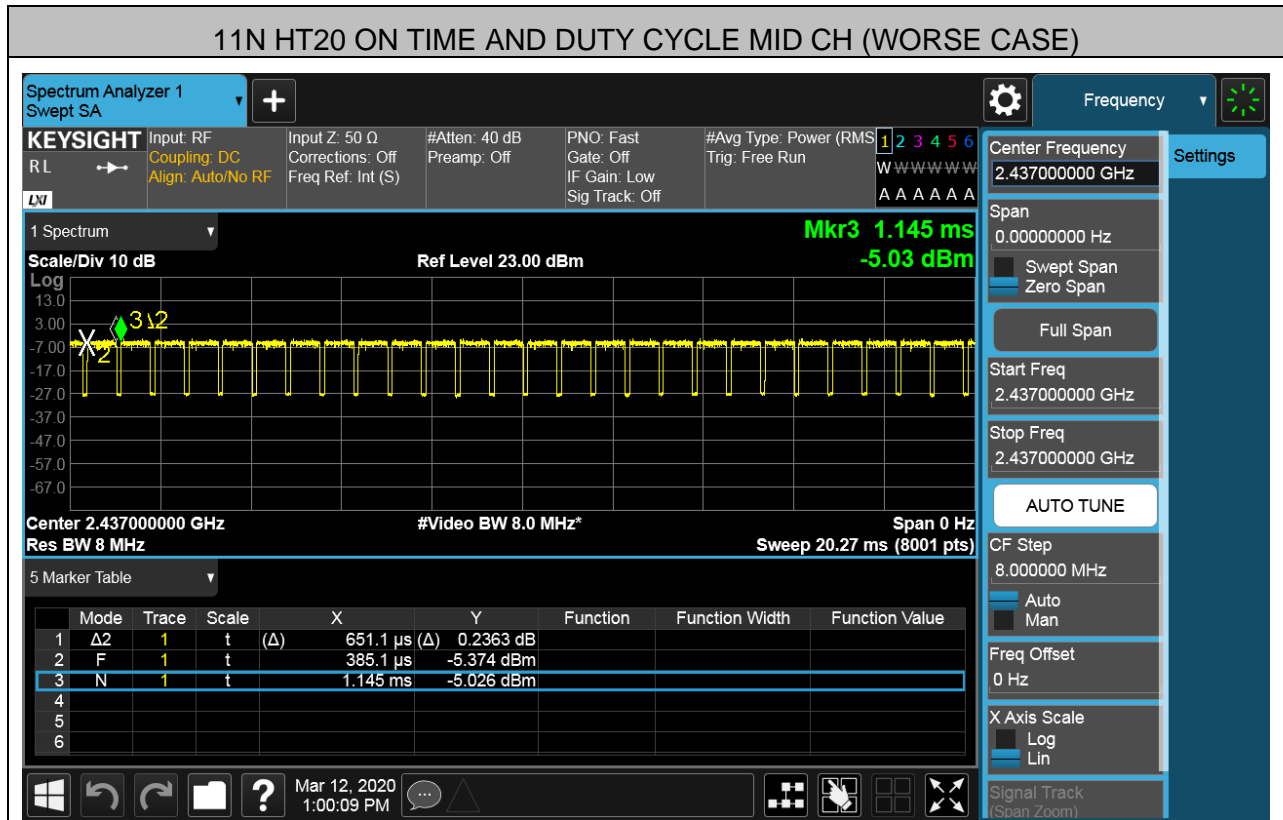 11N HT20 ON TIME AND DUTY CYCLE MID CH (WORSE CASE)
Spectrum Analyzer 1
Swept SA
Frequency
KEYSIGHT
RL
LXI
Input: RF
Coupling: DC
Align: Auto/No RF
Input Z: 50 Ω
Corrections: Off
Freq Ref: Int (S)
#Atten: 40 dB
Preamp: Off
PNO: Fast
Gate: Off
IF Gain: Low
Sig Track: Off
#Avg Type: Power (RMS
Trig: Free Run
1 2 3 4 5 6
W W W W W W
A A A A A A
1 Spectrum
Mkr3 1.145 ms
Scale/Div 10 dB
Ref Level 23.00 dBm
-5.03 dBm
Log
13.0
3.00
-7.00
-17.0
-27.0
-37.0
-47.0
-57.0
-67.0
3 1Δ2
2
Center 2.437000000 GHz
#Video BW 8.0 MHz*
Span 0 Hz
Res BW 8 MHz
Sweep 20.27 ms (8001 pts)
5 Marker Table
Mode Trace Scale X Y Function Function Width Function Value
1 Δ2 1 t (Δ) 651.1 µs (Δ) 0.2363 dB
2 F 1 t 385.1 µs -5.374 dBm
3 N 1 t 1.145 ms -5.026 dBm
4
5
6
Mar 12, 2020
1:00:09 PM
?
Center Frequency
2.437000000 GHz
Settings
Span
0.00000000 Hz
Swept Span
Zero Span
Full Span
Start Freq
2.437000000 GHz
Stop Freq
2.437000000 GHz
AUTO TUNE
CF Step
8.000000 MHz
Auto
Man
Freq Offset
0 Hz
X Axis Scale
Log
Lin
Signal Track
(Span Zoom)